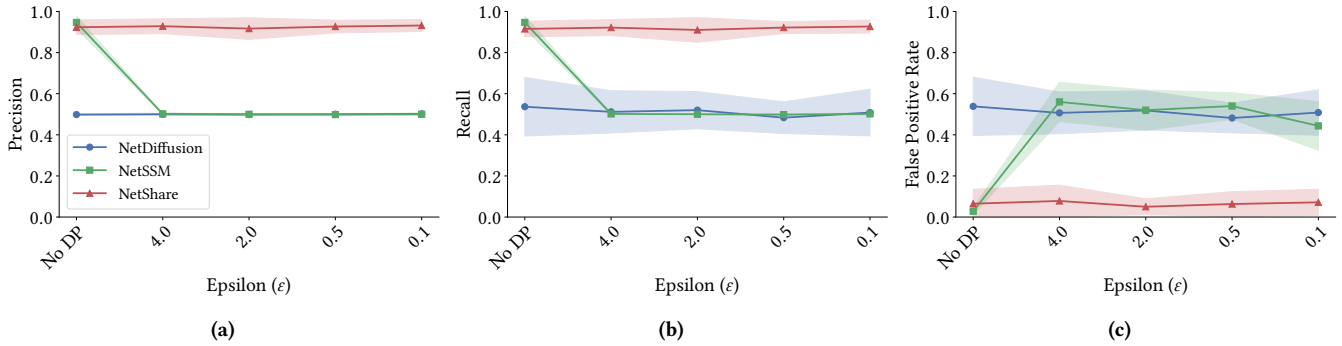 Precision
1.0
0.8
0.6
0.4
0.2
0.0
NetDiffusion
NetSSM
NetShare
No DP
4.0
2.0
0.5
0.1
Epsilon (ε)
(a)
Recall
1.0
0.8
0.6
0.4
0.2
0.0
No DP
4.0
2.0
0.5
0.1
Epsilon (ε)
(b)
False Positive Rate
1.0
0.8
0.6
0.4
0.2
0.0
No DP
4.0
2.0
0.5
0.1
Epsilon (ε)
(c)